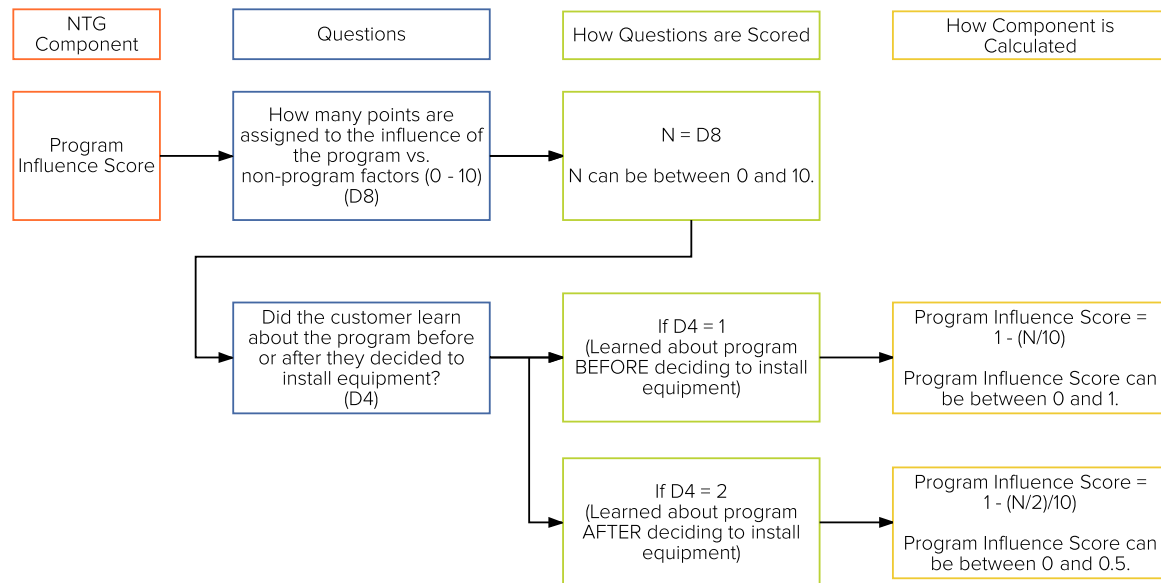 NTG
Component
Questions
How Questions are Scored
How Component is
Calculated
Program
Influence Score
How many points are
assigned to the influence of
the program vs.
non-program factors (0 - 10)
(D8)
N = D8
N can be between 0 and 10.
Did the customer learn
about the program before
or after they decided to
install equipment?
(D4)
If D4 = 1
(Learned about program
BEFORE deciding to install
equipment)
Program Influence Score =
1 - (N/10)
Program Influence Score can
be between 0 and 1.
If D4 = 2
(Learned about program
AFTER deciding to install
equipment)
Program Influence Score =
1 - (N/2)/10)
Program Influence Score can
be between 0 and 0.5.